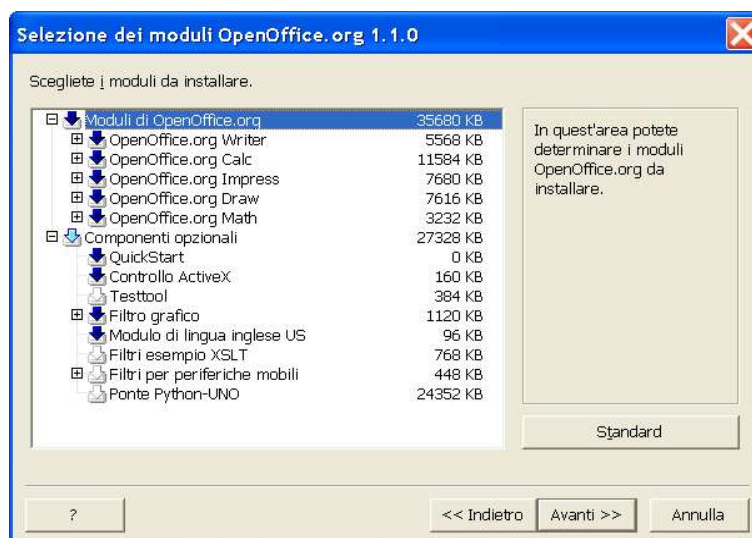 Selezione dei moduli OpenOffice.org 1.1.0
Scegliete i moduli da installare.
Moduli di OpenOffice.org 35680 KB
OpenOffice.org Writer 5568 KB
OpenOffice.org Calc 11584 KB
OpenOffice.org Impress 7680 KB
OpenOffice.org Draw 7616 KB
OpenOffice.org Math 3232 KB
Componenti opzionali 27328 KB
QuickStart 0 KB
Controllo ActiveX 160 KB
Testtool 384 KB
Filtro grafico 1120 KB
Modulo di lingua inglese US 96 KB
Filtri esempio XSLT 768 KB
Filtri per periferiche mobili 448 KB
Ponte Python-UNO 24352 KB
In quest'area potete
determinare i moduli
OpenOffice.org da
installare.
Standard
? << Indietro Avanti >> Annulla